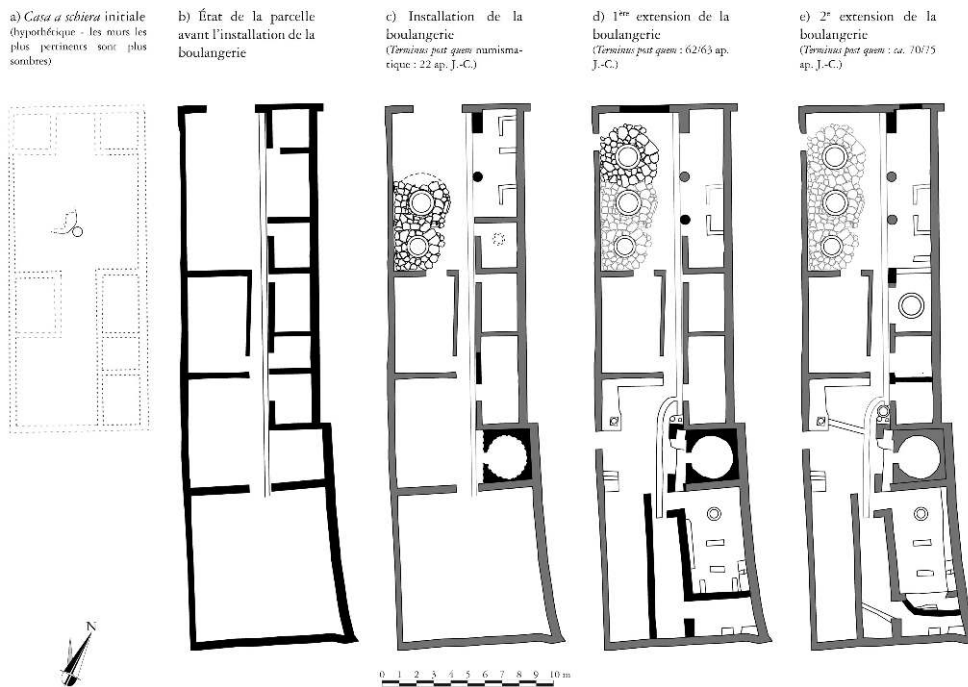 a) Casa a schiera initiale
(hypothétique - les murs les
plus pertinents sont plus
sombres)
b) État de la parcelle
avant l'installation de la
boulangerie
c) Installation de la
boulangerie
(Terminus post quem numisma-
tique : 22 ap. J.-C.)
d) 1ère extension de la
boulangerie
(Terminus post quem : 62/63 ap.
J.-C.)
e) 2e extension de la
boulangerie
(Terminus post quem : ca. 70/75
ap. J.-C.)
N
0 1 2 3 4 5 6 7 8 9 10 m